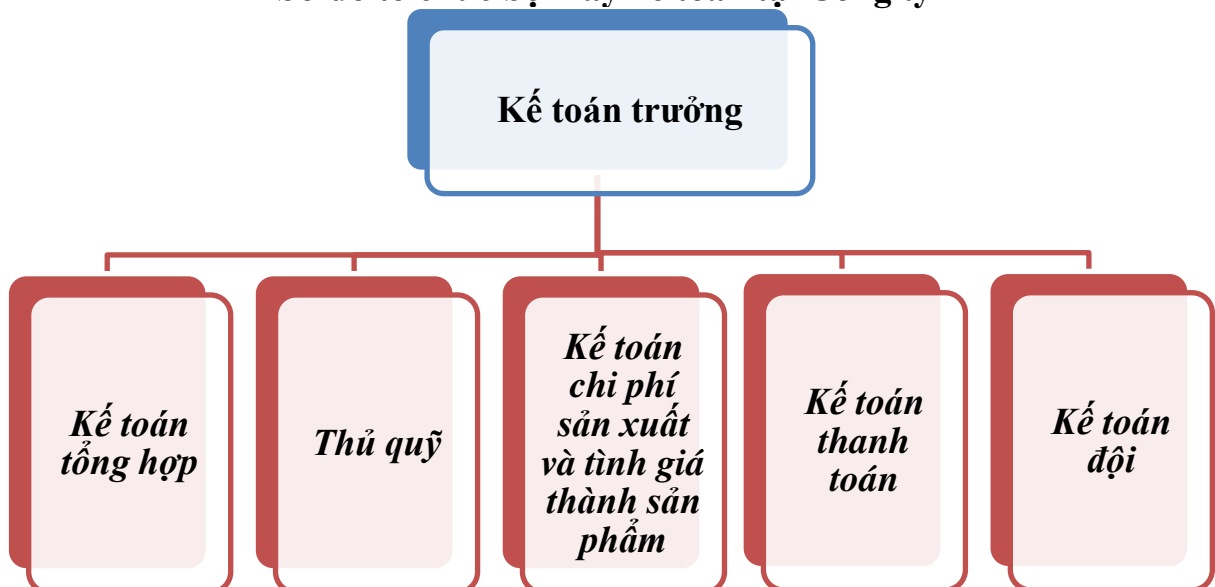 Kế toán trưởng
Kế toán
tổng hợp
Thủ quỹ
Kế toán
chi phí
sản xuất
và tình giá
thành sản
phẩm
Kế toán
thanh
toán
Kế toán
đội